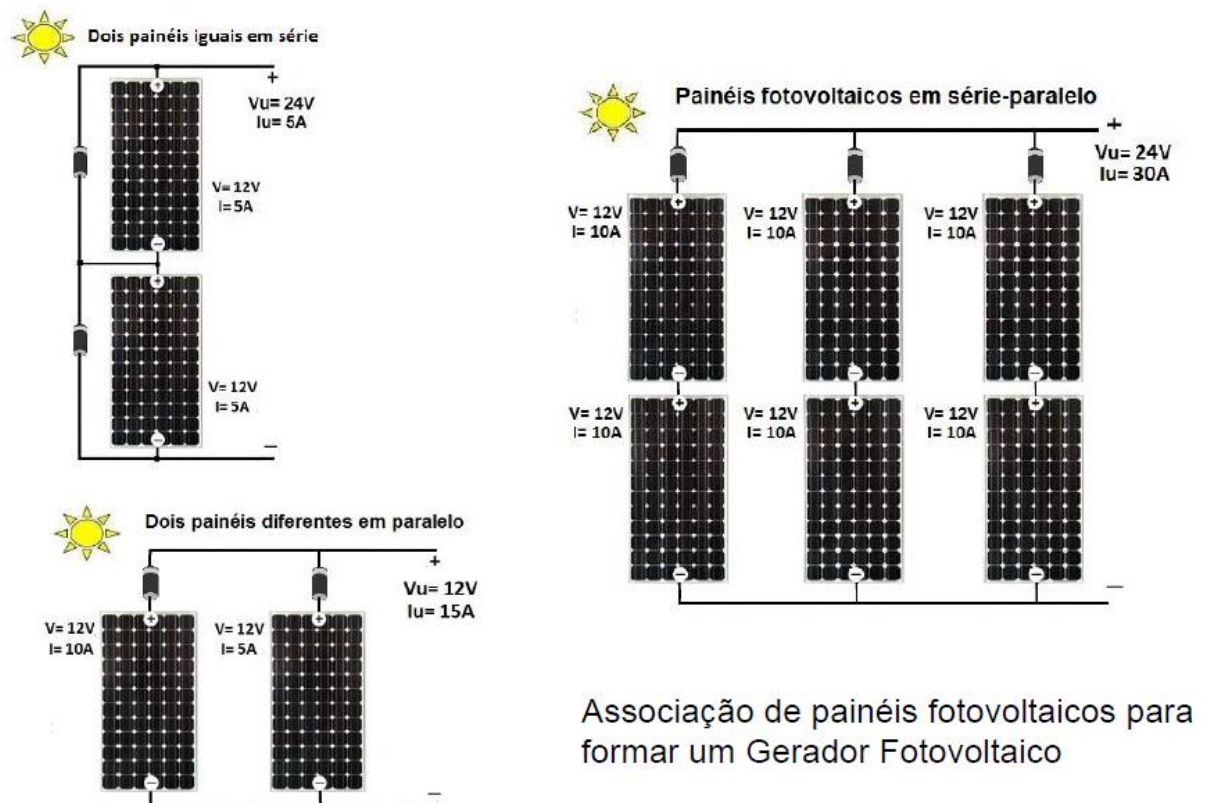 Dois painéis iguais em série
+
Vu= 24V
Iu= 5A
+
V= 12V
I= 5A
−
+
V= 12V
I= 5A
−
−
Dois painéis diferentes em paralelo
+
Vu= 12V
Iu= 15A
V= 12V
I= 10A
+
V= 12V
I= 5A
+
−
−
−
Painéis fotovoltaicos em série-paralelo
+
Vu= 24V
Iu= 30A
V= 12V
I= 10A
+
V= 12V
I= 10A
+
V= 12V
I= 10A
+
−
−
−
V= 12V
I= 10A
+
V= 12V
I= 10A
+
V= 12V
I= 10A
+
−
−
−
−
Associação de painéis fotovoltaicos para
formar um Gerador Fotovoltaico